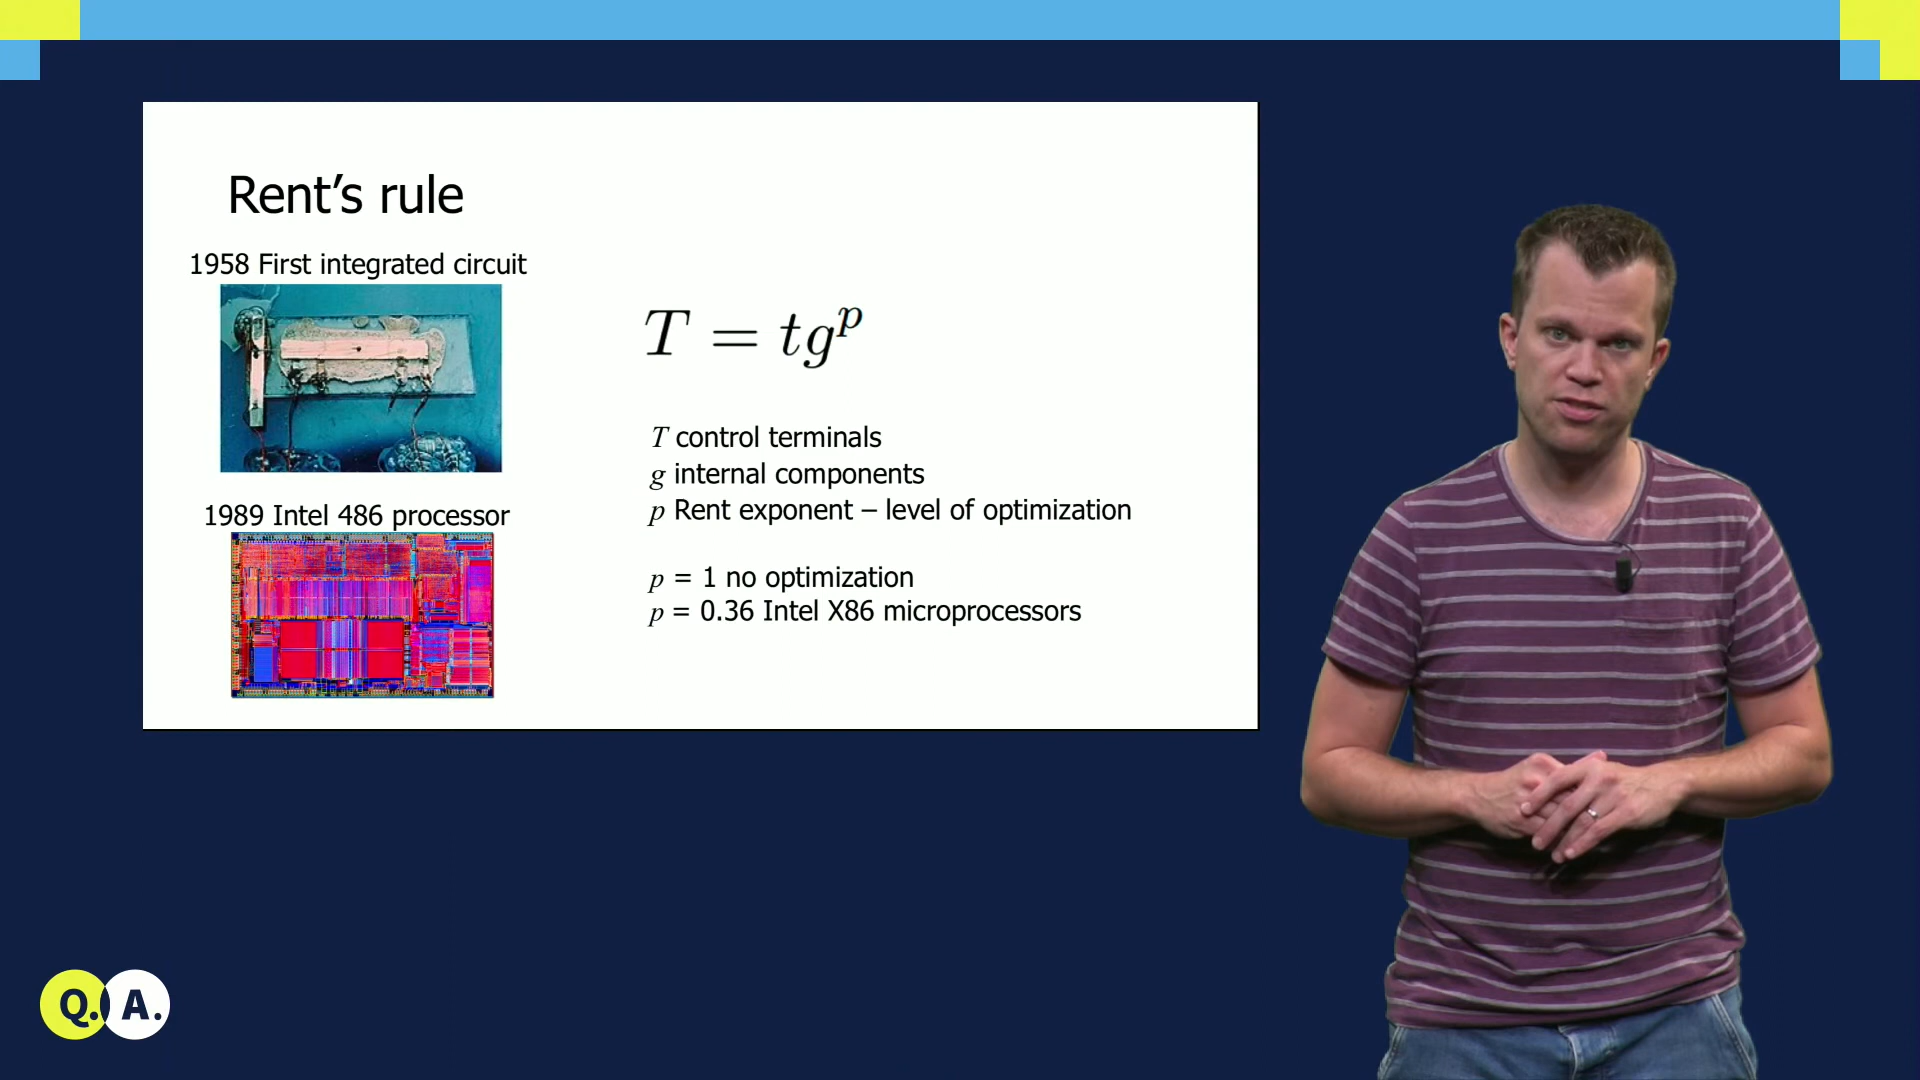 Rent’s rule
1958 First integrated circuit
1989 Intel 486 processor
T = tg^p
T control terminals
g internal components
p Rent exponent – level of optimization
p = 1 no optimization
p = 0.36 Intel X86 microprocessors
Q. A.